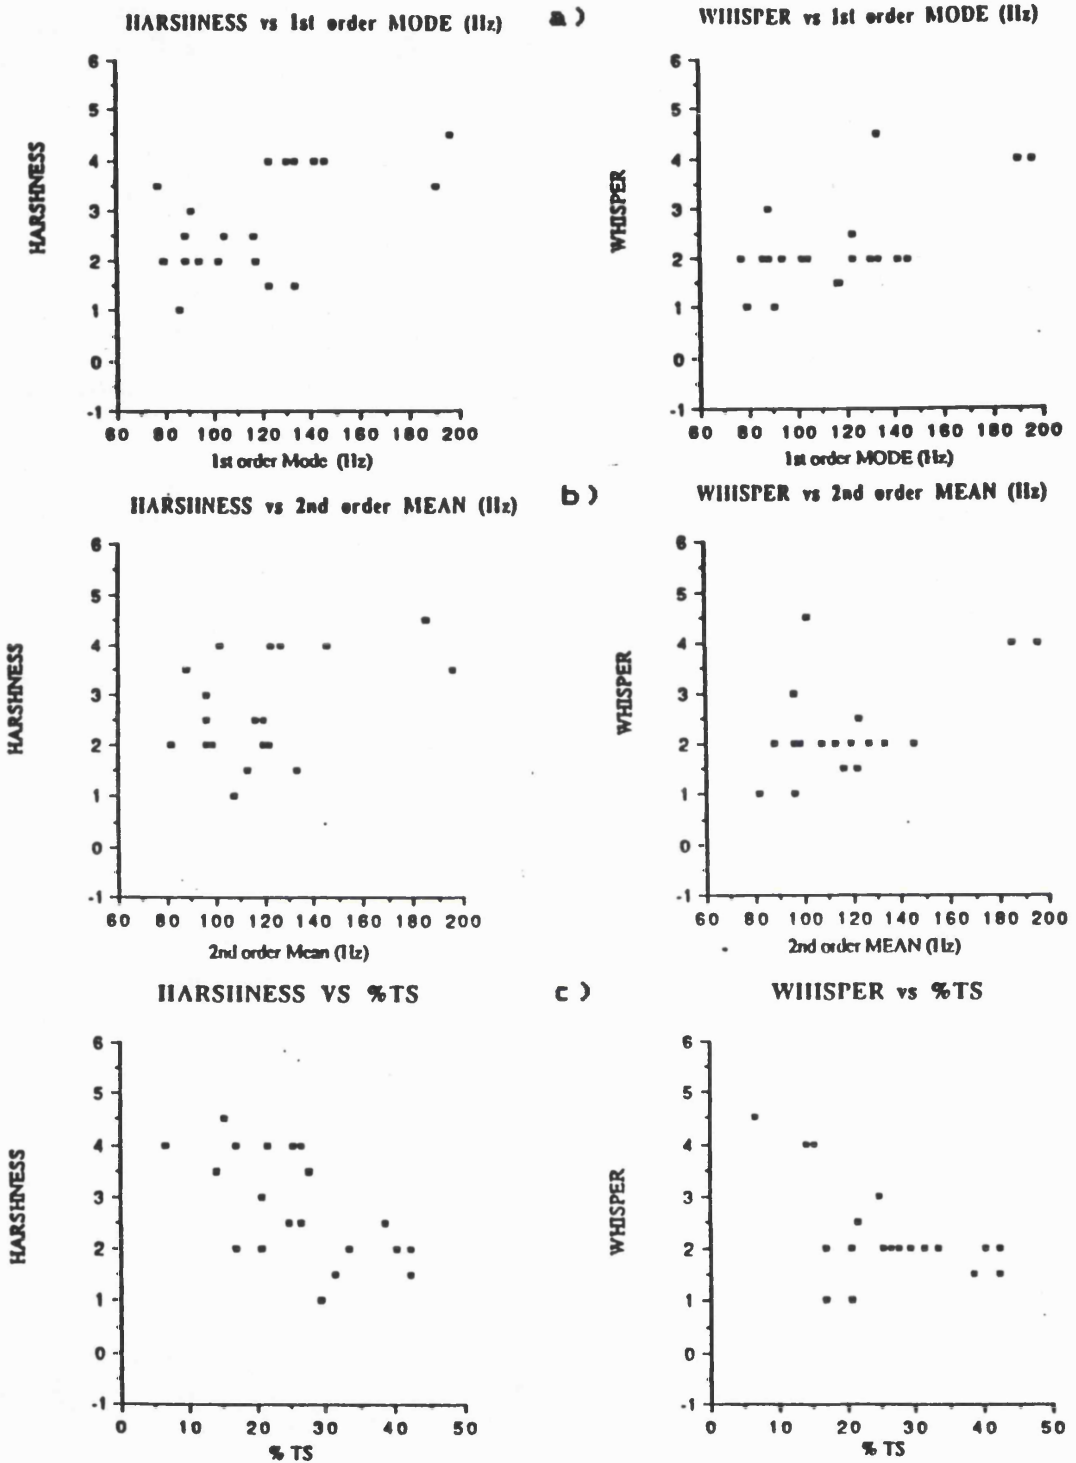 HARSHNESS vs 1st order MODE (Hz)
a)
WHISPER vs 1st order MODE (Hz)
HARSHNESS
6
5
4
3
2
1
0
-1
60 80 100 120 140 160 180 200
1st order Mode (Hz)
WHISPER
6
5
4
3
2
1
0
-1
60 80 100 120 140 160 180 200
1st order MODE (Hz)
HARSHNESS vs 2nd order MEAN (Hz)
b)
WHISPER vs 2nd order MEAN (Hz)
HARSHNESS
6
5
4
3
2
1
0
-1
60 80 100 120 140 160 180 200
2nd order Mean (Hz)
WHISPER
6
5
4
3
2
1
0
-1
60 80 100 120 140 160 180 200
2nd order MEAN (Hz)
HARSHNESS VS %TS
c)
WHISPER vs %TS
HARSHNESS
6
5
4
3
2
1
0
-1
0 10 20 30 40 50
% TS
WHISPER
6
5
4
3
2
1
0
-1
0 10 20 30 40 50
% TS